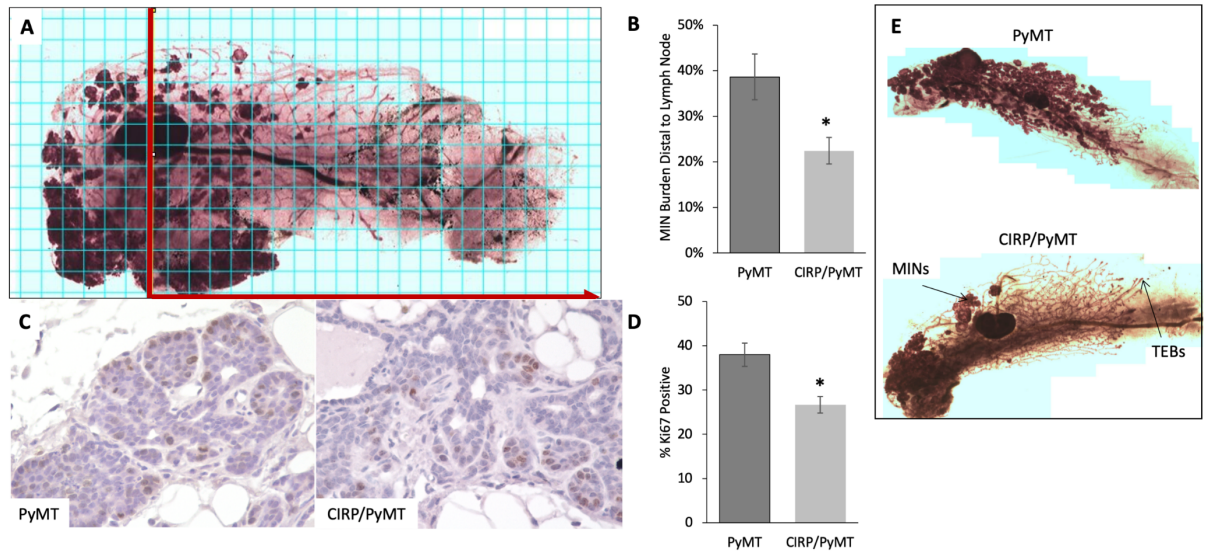 A
B
50%
40%
30%
20%
10%
0%
MIN Burden Distal to Lymph Node
*
PyMT
CIRP/PyMT
C
PyMT
CIRP/PyMT
D
50
40
30
20
10
0
% Ki67 Positive
*
PyMT
CIRP/PyMT
E
PyMT
CIRP/PyMT
MINs
TEBs